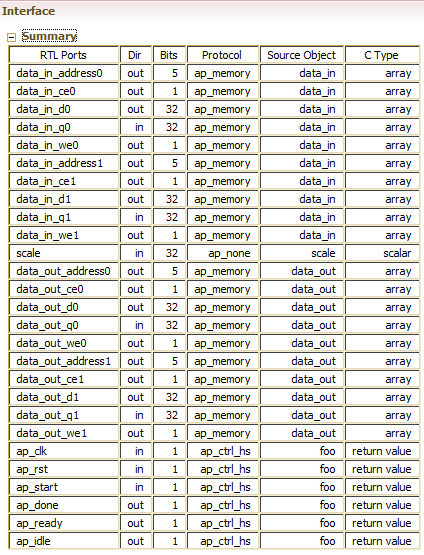 Interface
Summary
RTL Ports Dir Bits Protocol Source Object C Type
data_in_address0 out 5 ap_memory data_in array
data_in_ce0 out 1 ap_memory data_in array
data_in_d0 out 32 ap_memory data_in array
data_in_q0 in 32 ap_memory data_in array
data_in_we0 out 1 ap_memory data_in array
data_in_address1 out 5 ap_memory data_in array
data_in_ce1 out 1 ap_memory data_in array
data_in_d1 out 32 ap_memory data_in array
data_in_q1 in 32 ap_memory data_in array
data_in_we1 out 1 ap_memory data_in array
scale in 32 ap_none scale scalar
data_out_address0 out 5 ap_memory data_out array
data_out_ce0 out 1 ap_memory data_out array
data_out_d0 out 32 ap_memory data_out array
data_out_q0 in 32 ap_memory data_out array
data_out_we0 out 1 ap_memory data_out array
data_out_address1 out 5 ap_memory data_out array
data_out_ce1 out 1 ap_memory data_out array
data_out_d1 out 32 ap_memory data_out array
data_out_q1 in 32 ap_memory data_out array
data_out_we1 out 1 ap_memory data_out array
ap_clk in 1 ap_ctrl_hs foo return value
ap_rst in 1 ap_ctrl_hs foo return value
ap_start in 1 ap_ctrl_hs foo return value
ap_done out 1 ap_ctrl_hs foo return value
ap_ready out 1 ap_ctrl_hs foo return value
ap_idle out 1 ap_ctrl_hs foo return value